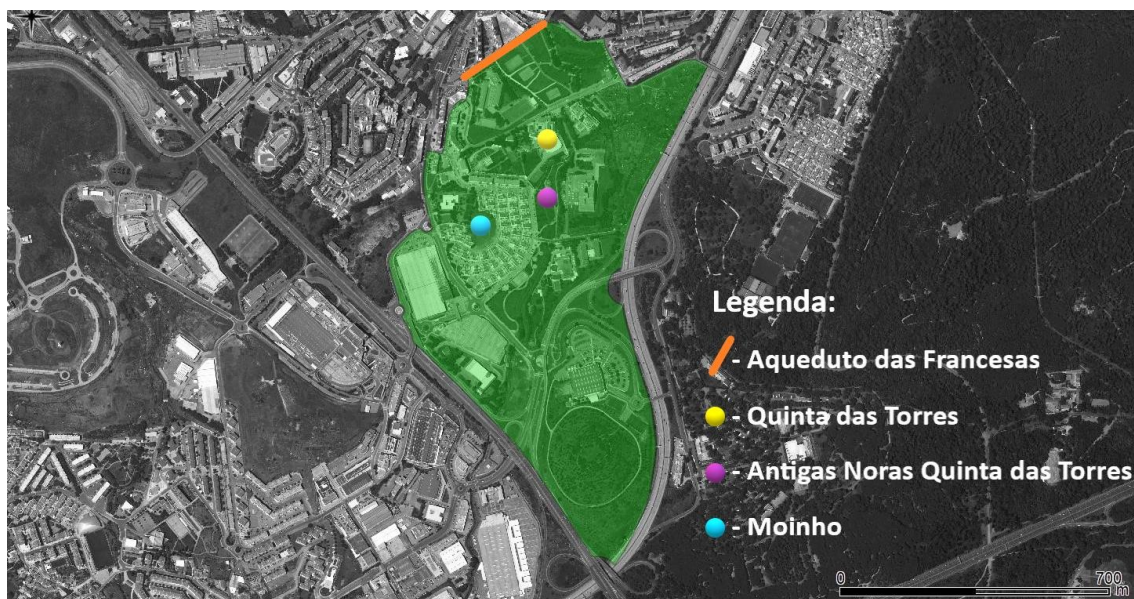 Legenda:
- Aqueduto das Francesas
- Quinta das Torres
- Antigas Noras Quinta das Torres
- Moinho
0 700
m